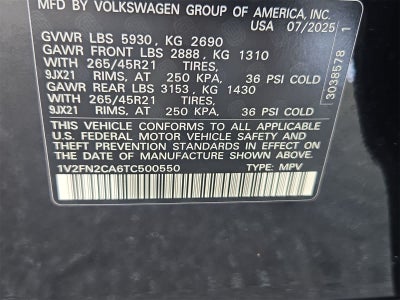 MFD BY VOLKSWAGEN GROUP OF AMERICA, INC.
USA 07/2025
GVWR LBS 5930, KG 2690
GAWR FRONT LBS 2888, KG 1310
WITH 265/45R21 TIRES,
9JX21 RIMS, AT 250 KPA, 36 PSI COLD
GAWR REAR LBS 3153, KG 1430
WITH 265/45R21 TIRES,
9JX21 RIMS, AT 250 KPA, 36 PSI COLD
THIS VEHICLE CONFORMS TO ALL APPLICABLE
U.S. FEDERAL MOTOR VEHICLE SAFETY AND
THEFT PREVENTION STANDARDS IN EFFECT ON
THE DATE OF MANUFACTURE SHOWN ABOVE.
1V2FN2CA6TC500550 TYPE: MPV
3038578 1